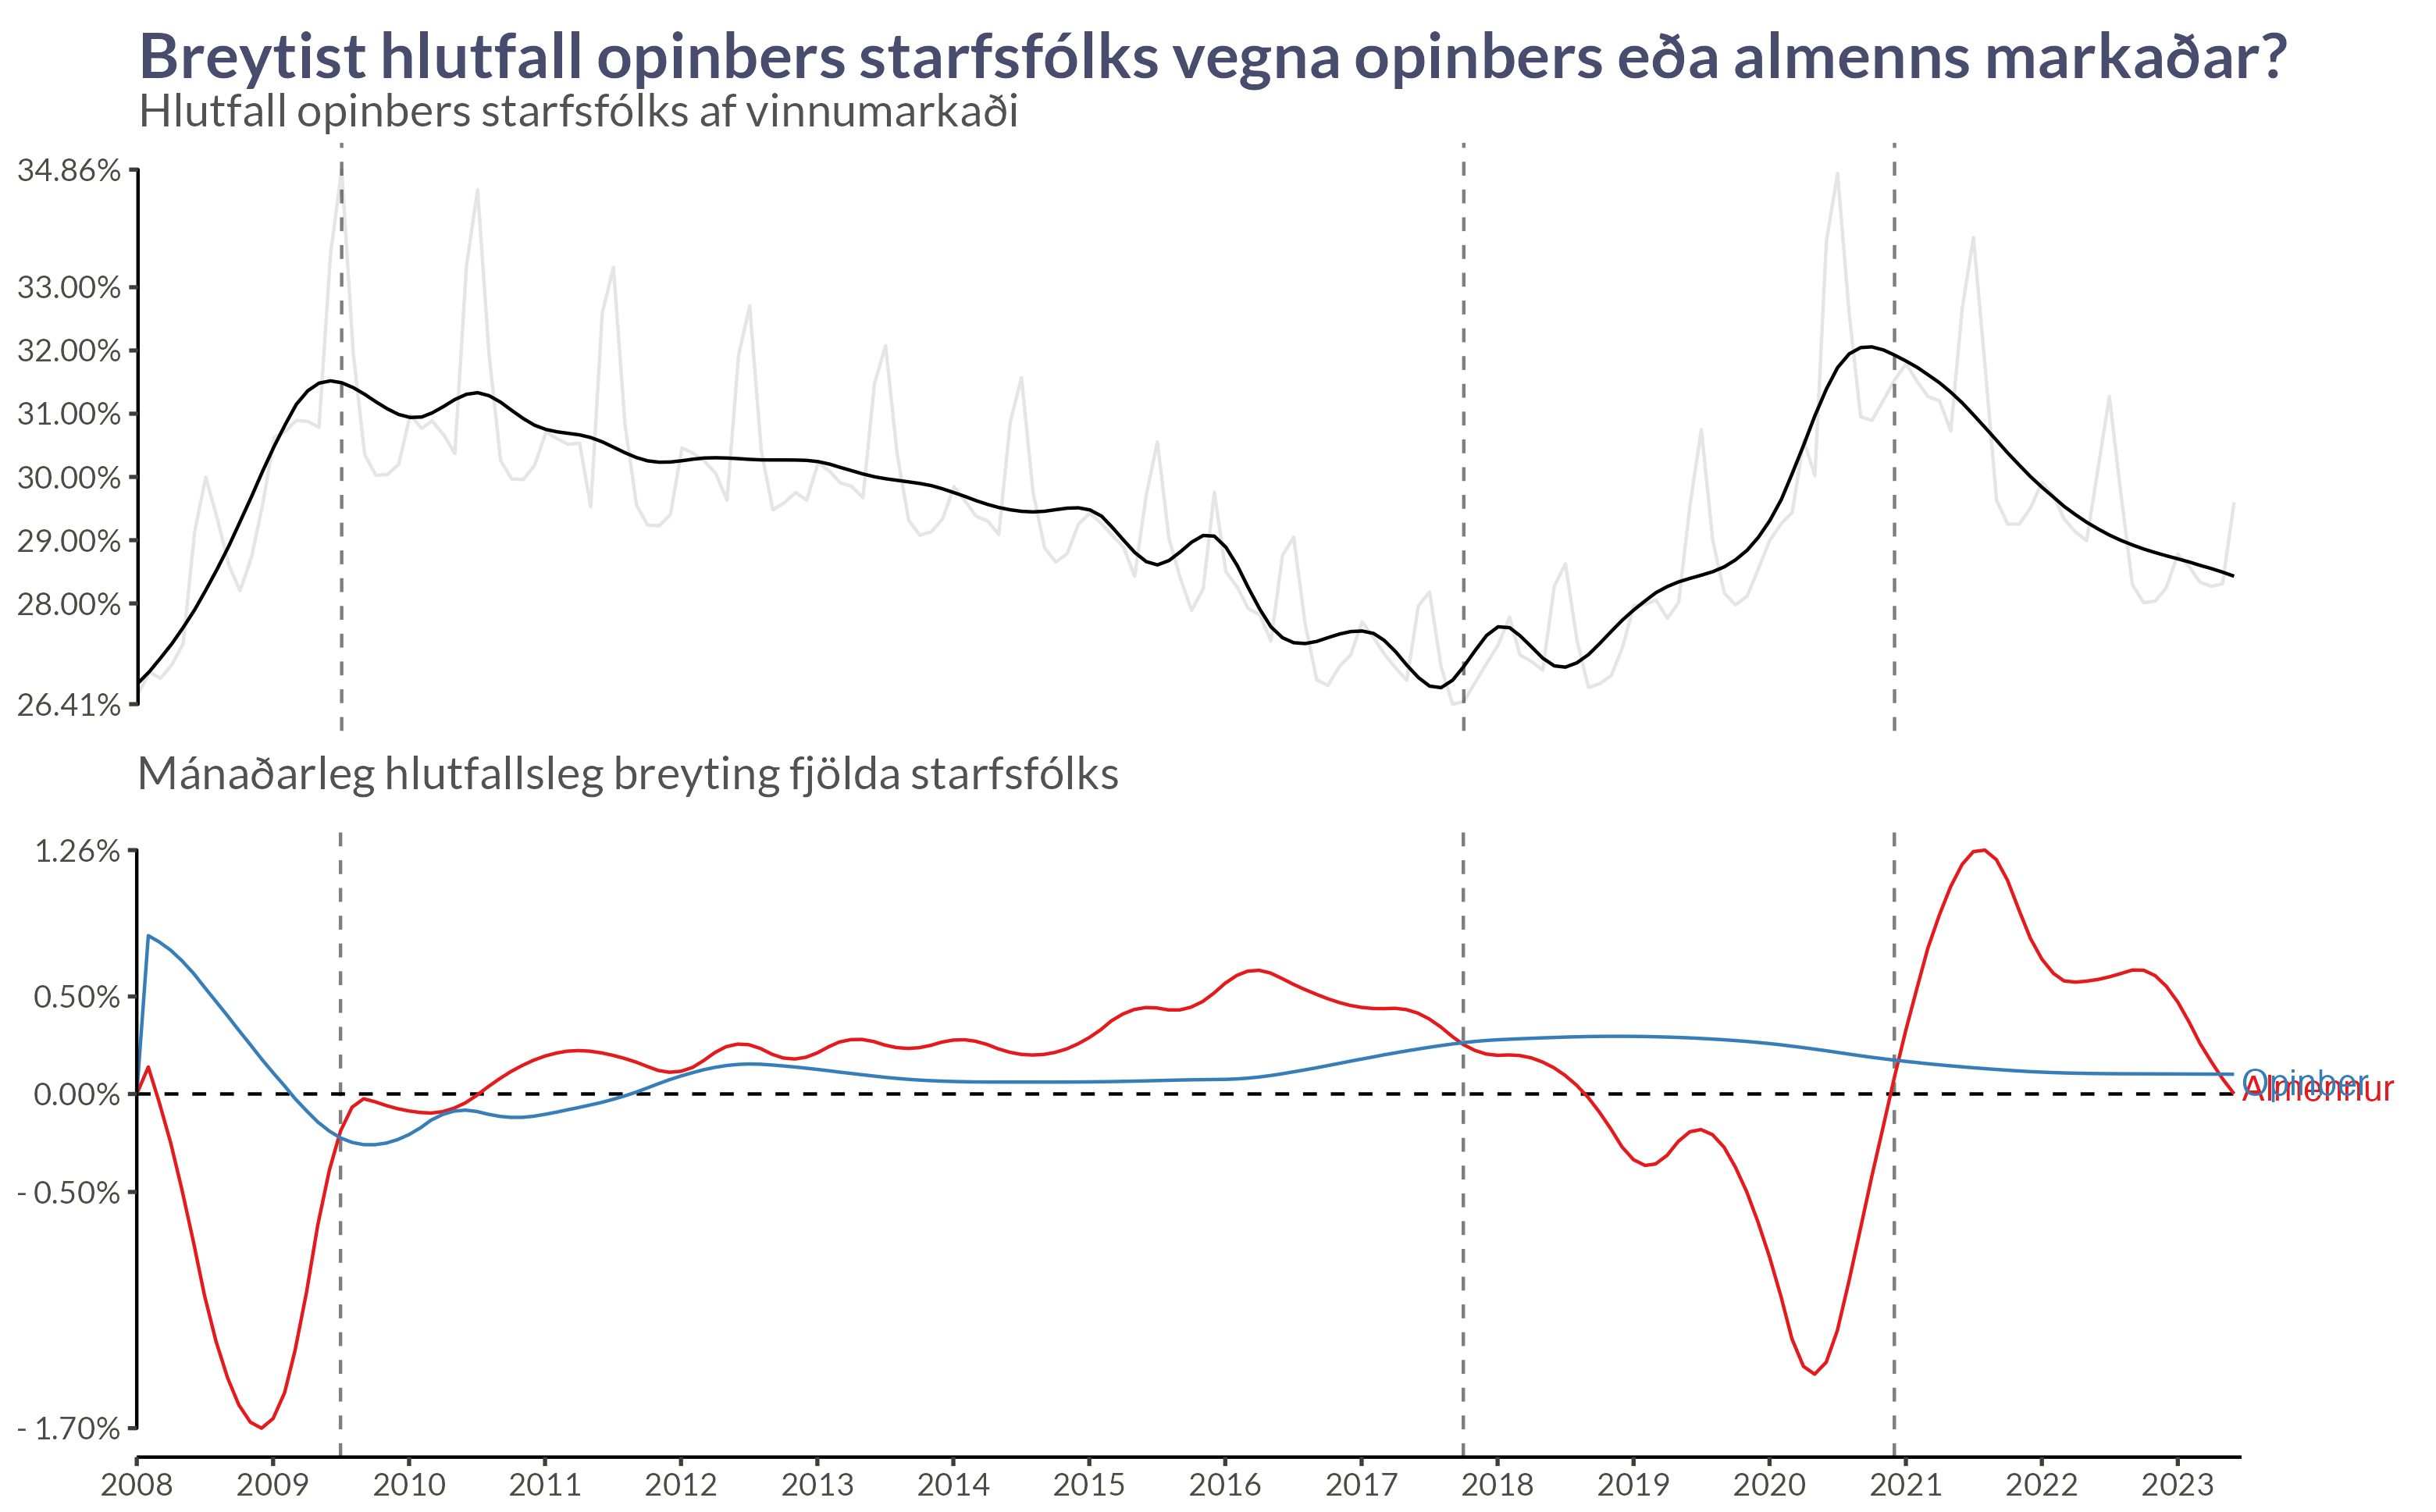 Breytist hlutfall opinbers starfsfólks vegna opinbers eða almenns markaðar?
Hlutfall opinbers starfsfólks af vinnumarkaði
34.86%
33.00%
32.00%
31.00%
30.00%
29.00%
28.00%
26.41%
Mánaðarleg hlutfallsleg breyting fjölda starfsfólks
1.26%
0.50%
0.00%
- 0.50%
- 1.70%
Opinber
Almennur
2008 2009 2010 2011 2012 2013 2014 2015 2016 2017 2018 2019 2020 2021 2022 2023